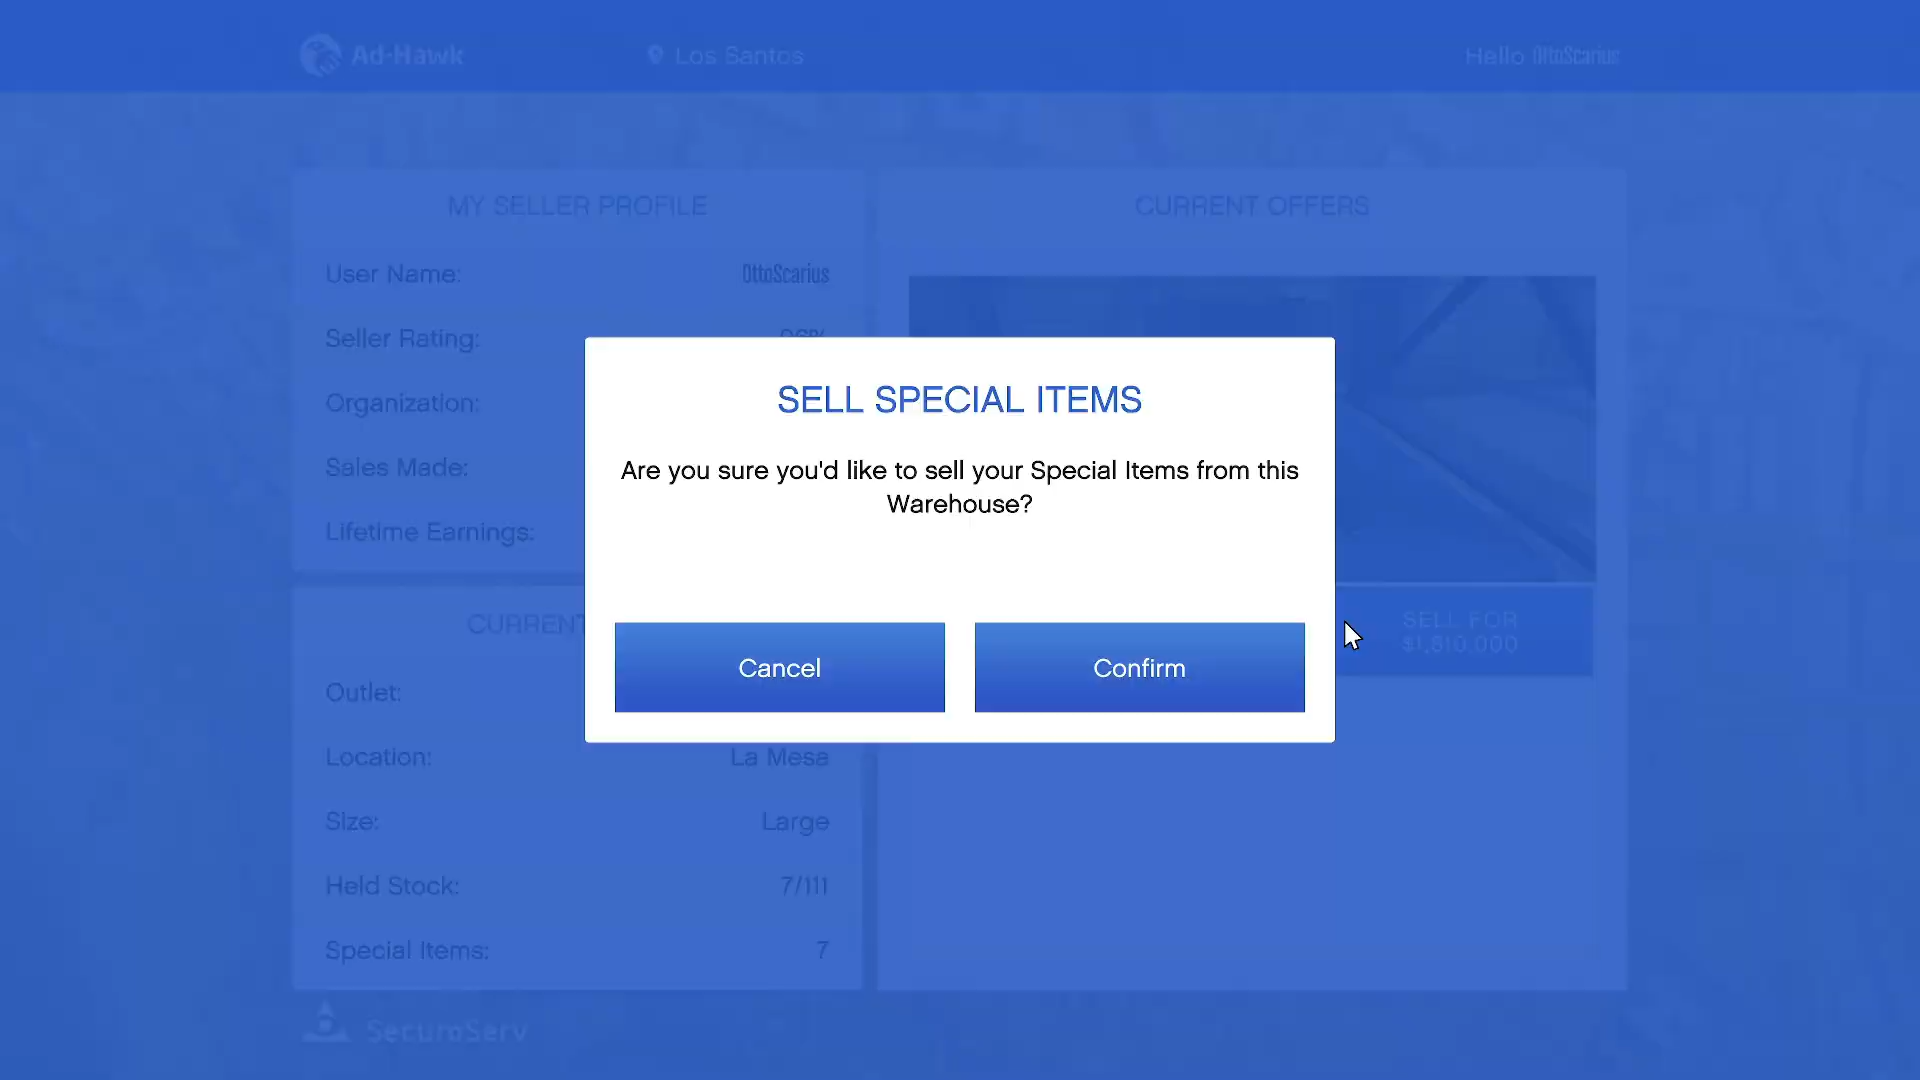 Ad-Hawk
Los Santos
Hello OttoScarius
MY SELLER PROFILE
User Name: OttoScarius
Seller Rating:
Organization:
Sales Made:
Lifetime Earnings:
CURRENT OFFERS
SELL SPECIAL ITEMS
Are you sure you'd like to sell your Special Items from this
Warehouse?
Cancel
Confirm
SELL FOR
$1,810,000
CURRENT
Outlet:
Location: La Mesa
Size: Large
Held Stock: 7/111
Special Items: 7
SecuroServ